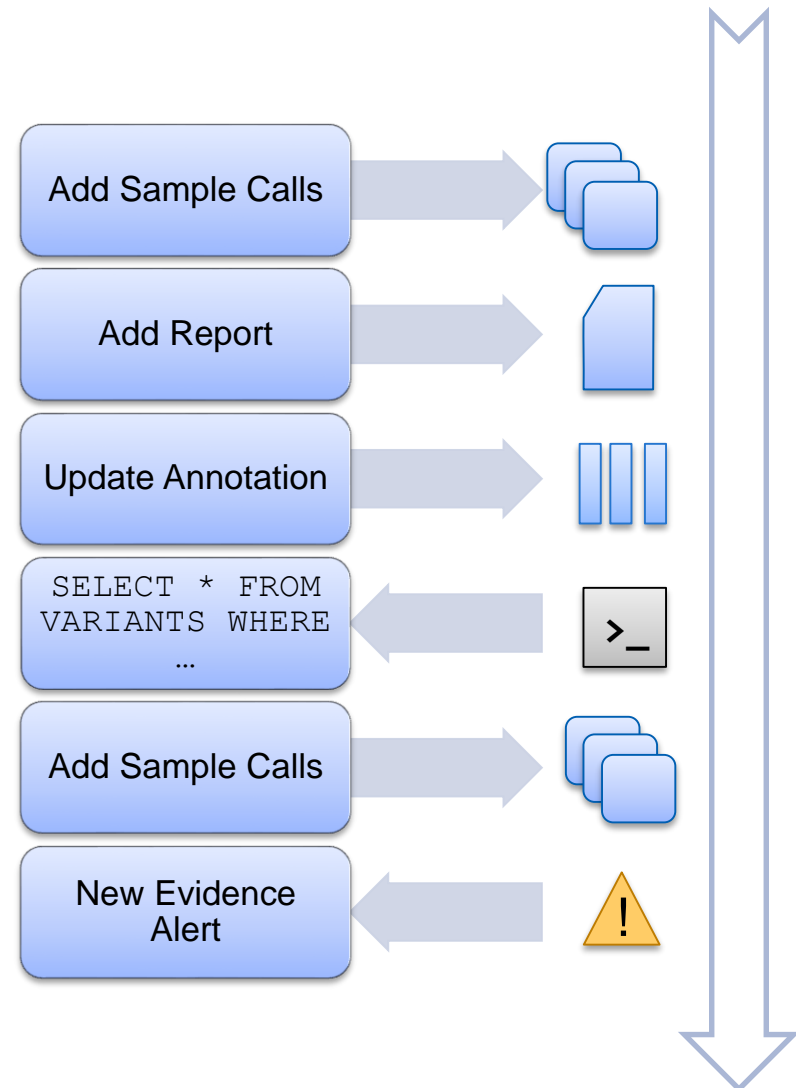 Add Sample Calls
Add Report
Update Annotation
SELECT * FROM
VARIANTS WHERE
…
>_
Add Sample Calls
New Evidence
Alert
!